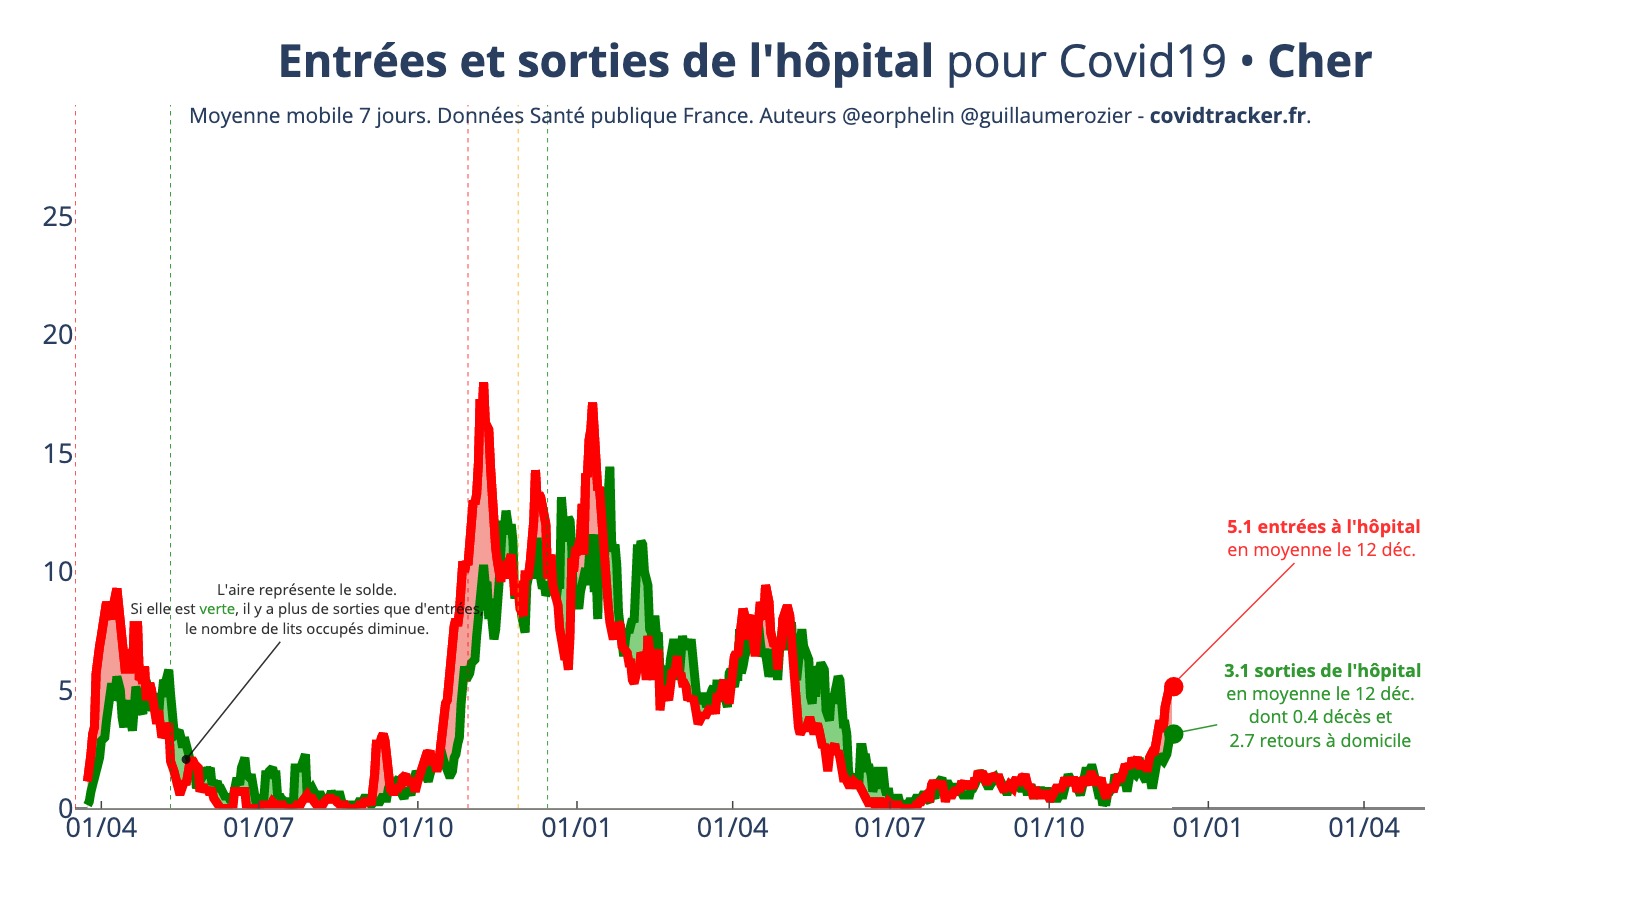 Entrées et sorties de l'hôpital pour Covid19 • Cher
Moyenne mobile 7 jours. Données Santé publique France. Auteurs @eorphelin @guillaumerozier - covidtracker.fr.
25
20
15
10
5
0
5.1 entrées à l'hôpital
en moyenne le 12 déc.
L'aire représente le solde.
Si elle est verte, il y a plus de sorties que d'entrées,
le nombre de lits occupés diminue.
3.1 sorties de l'hôpital
en moyenne le 12 déc.
dont 0.4 décès et
2.7 retours à domicile
01/04 01/07 01/10 01/01 01/04 01/07 01/10 01/01 01/04